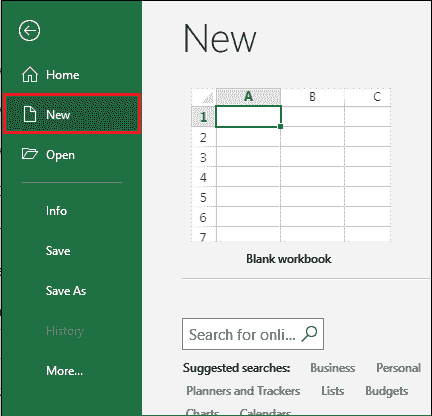 New
Home
New
Open
Info
Save
Save As
History
More...
A B C
1
2
3
4
5
6
7
Blank workbook
Search for onli...
Suggested searches: Business Personal
Planners and Trackers Lists Budgets
Charts Calendars